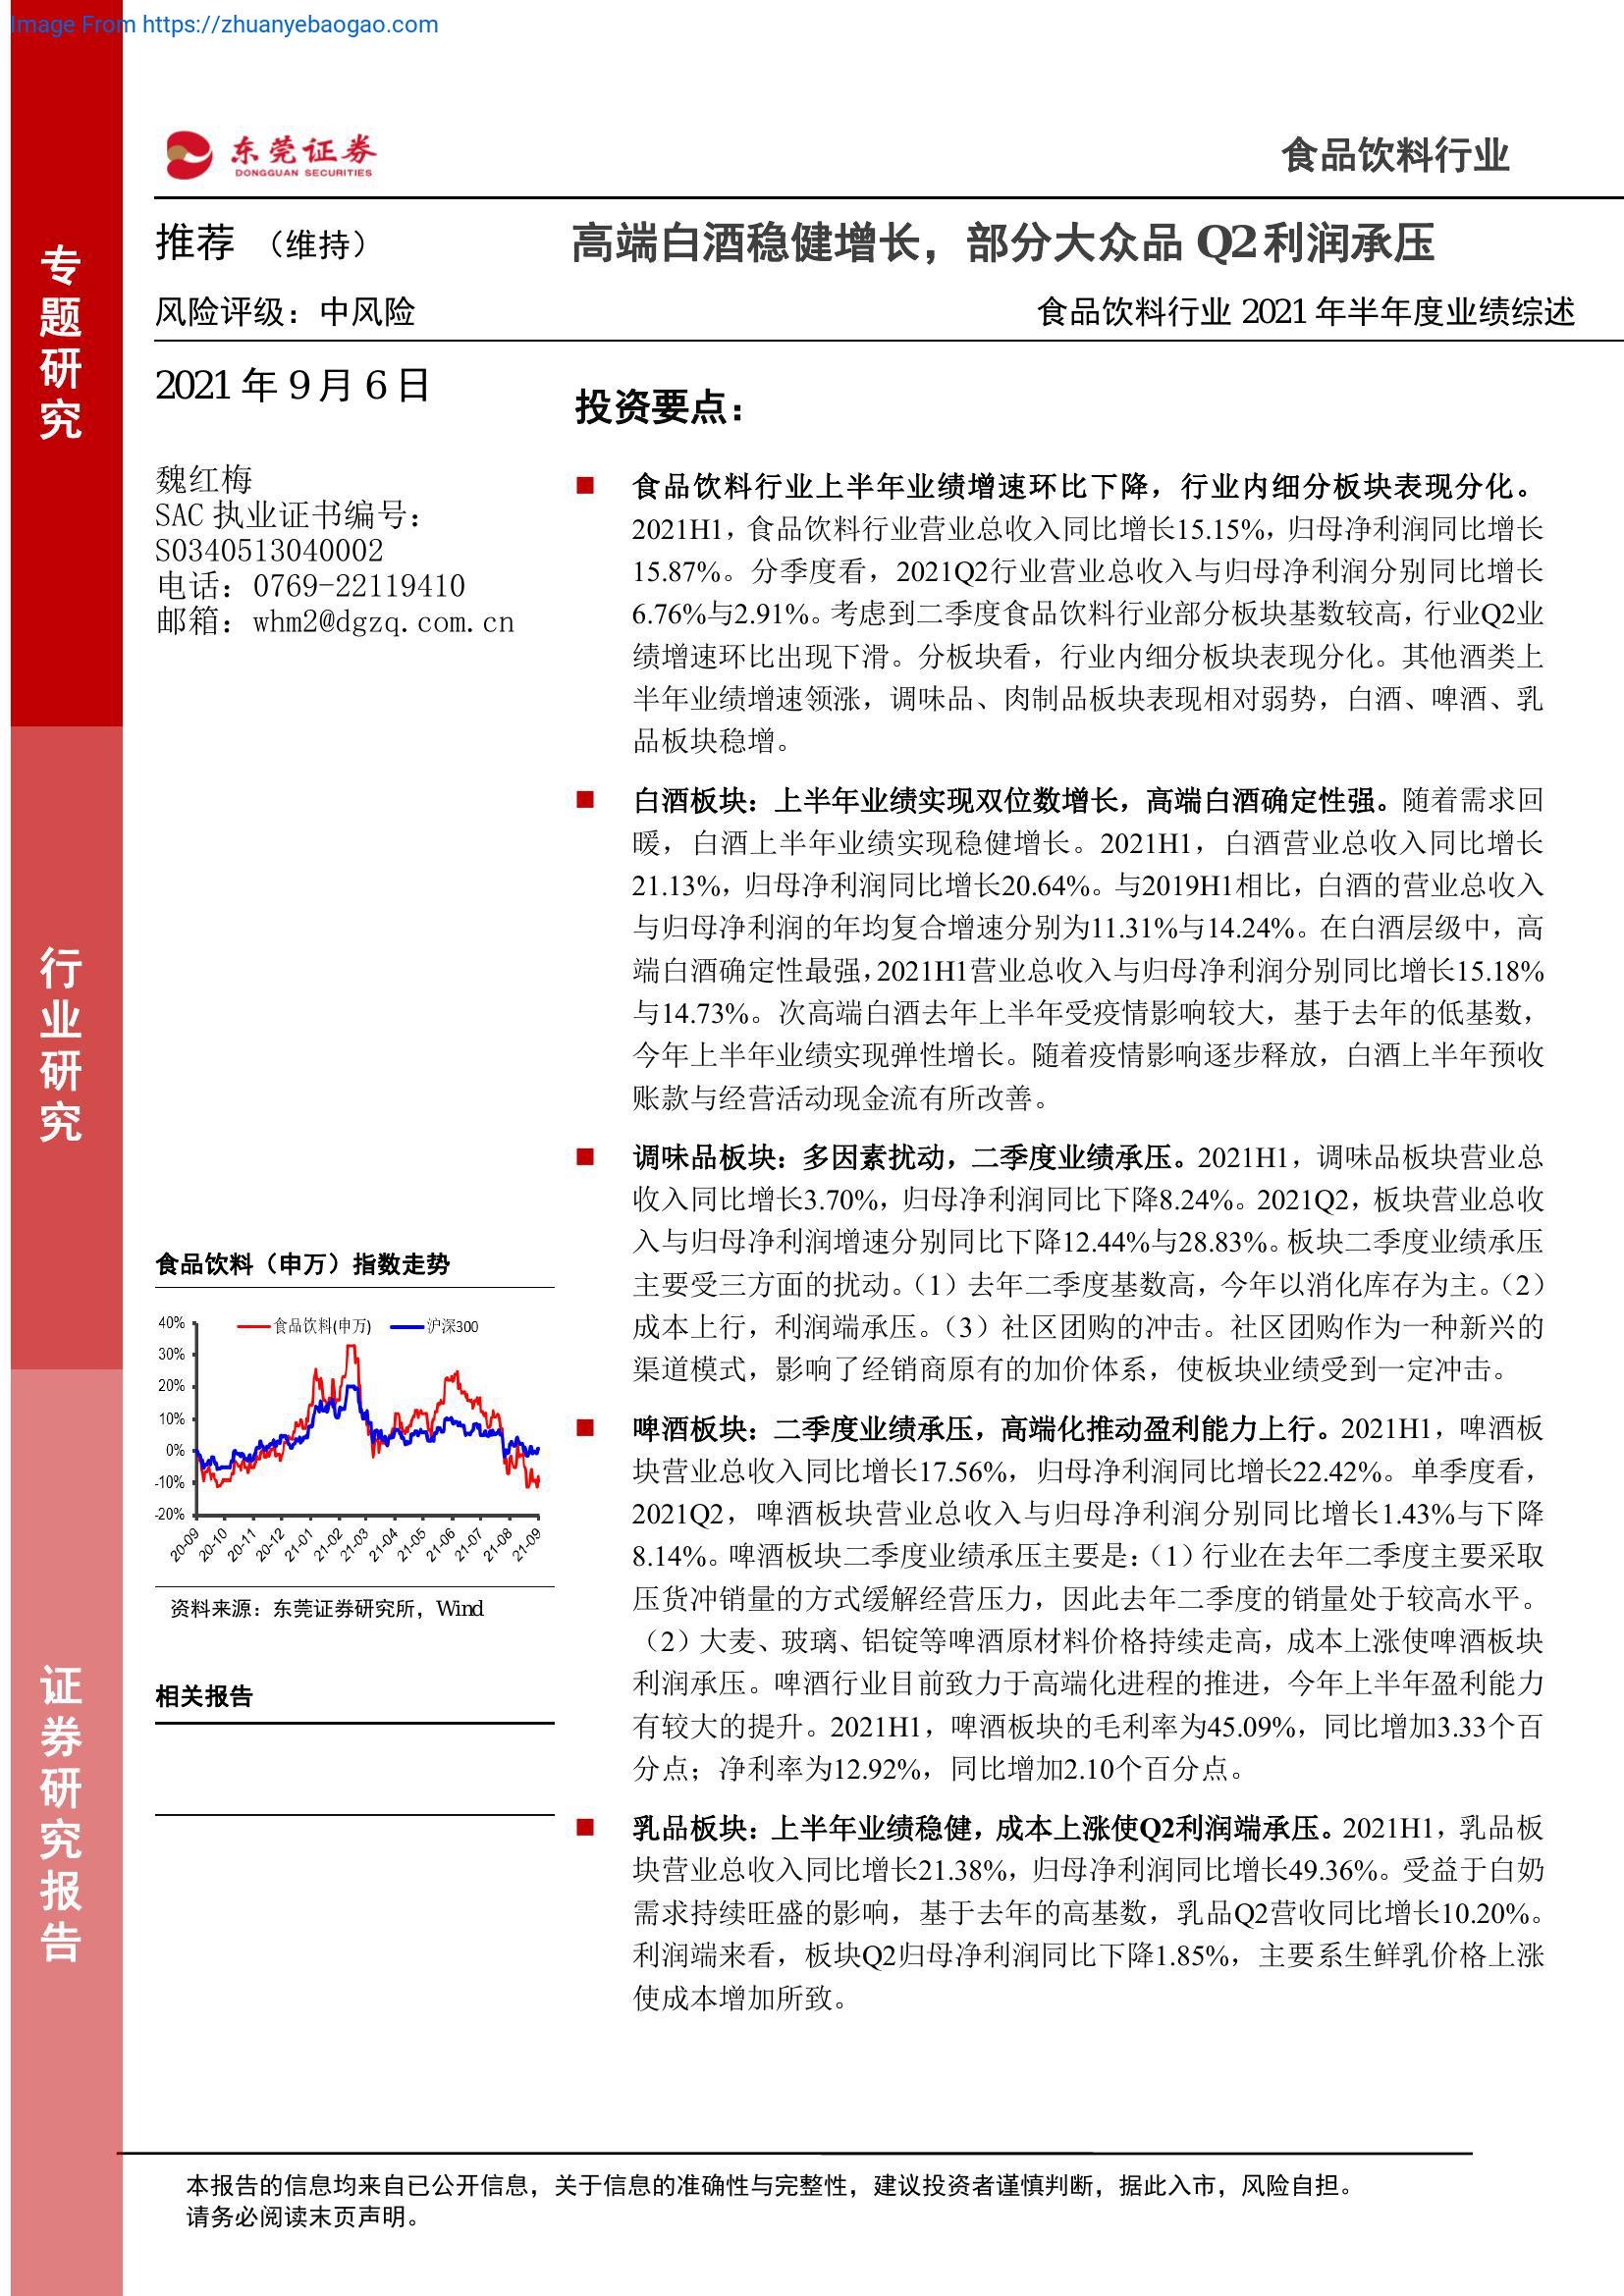 Image From https://zhuanyebaogao.com
东莞证券
DONGGUAN SECURITIES
食品饮料行业
专题研究
行业研究
证券研究报告
推荐 （维持）
高端白酒稳健增长，部分大众品 Q2利润承压
风险评级：中风险
食品饮料行业 2021 年半年度业绩综述
2021 年 9 月 6 日
魏红梅
SAC 执业证书编号：
S0340513040002
电话：0769-22119410
邮箱：whm2@dgzq.com.cn
食品饮料（申万）指数走势
食品饮料(申万) 沪深300
40%
30%
20%
10%
0%
-10%
-20%
20-09 20-10 20-11 20-12 21-01 21-02 21-03 21-04 21-05 21-06 21-07 21-08 21-09
资料来源：东莞证券研究所，Wind
相关报告
投资要点：
■ 食品饮料行业上半年业绩增速环比下降，行业内细分板块表现分化。
2021H1，食品饮料行业营业总收入同比增长15.15%，归母净利润同比增长
15.87%。分季度看，2021Q2行业营业总收入与归母净利润分别同比增长
6.76%与2.91%。考虑到二季度食品饮料行业部分板块基数较高，行业Q2业
绩增速环比出现下滑。分板块看，行业内细分板块表现分化。其他酒类上
半年业绩增速领涨，调味品、肉制品板块表现相对弱势，白酒、啤酒、乳
品板块稳增。
■ 白酒板块：上半年业绩实现双位数增长，高端白酒确定性强。随着需求回
暖，白酒上半年业绩实现稳健增长。2021H1，白酒营业总收入同比增长
21.13%，归母净利润同比增长20.64%。与2019H1相比，白酒的营业总收入
与归母净利润的年均复合增速分别为11.31%与14.24%。在白酒层级中，高
端白酒确定性最强，2021H1营业总收入与归母净利润分别同比增长15.18%
与14.73%。次高端白酒去年上半年受疫情影响较大，基于去年的低基数，
今年上半年业绩实现弹性增长。随着疫情影响逐步释放，白酒上半年预收
账款与经营活动现金流有所改善。
■ 调味品板块：多因素扰动，二季度业绩承压。2021H1，调味品板块营业总
收入同比增长3.70%，归母净利润同比下降8.24%。2021Q2，板块营业总收
入与归母净利润增速分别同比下降12.44%与28.83%。板块二季度业绩承压
主要受三方面的扰动。（1）去年二季度基数高，今年以消化库存为主。（2）
成本上行，利润端承压。（3）社区团购的冲击。社区团购作为一种新兴的
渠道模式，影响了经销商原有的加价体系，使板块业绩受到一定冲击。
■ 啤酒板块：二季度业绩承压，高端化推动盈利能力上行。2021H1，啤酒板
块营业总收入同比增长17.56%，归母净利润同比增长22.42%。单季度看，
2021Q2，啤酒板块营业总收入与归母净利润分别同比增长1.43%与下降
8.14%。啤酒板块二季度业绩承压主要是：（1）行业在去年二季度主要采取
压货冲销量的方式缓解经营压力，因此去年二季度的销量处于较高水平。
（2）大麦、玻璃、铝锭等啤酒原材料价格持续走高，成本上涨使啤酒板块
利润承压。啤酒行业目前致力于高端化进程的推进，今年上半年盈利能力
有较大的提升。2021H1，啤酒板块的毛利率为45.09%，同比增加3.33个百
分点；净利率为12.92%，同比增加2.10个百分点。
■ 乳品板块：上半年业绩稳健，成本上涨使Q2利润端承压。2021H1，乳品板
块营业总收入同比增长21.38%，归母净利润同比增长49.36%。受益于白奶
需求持续旺盛的影响，基于去年的高基数，乳品Q2营收同比增长10.20%。
利润端来看，板块Q2归母净利润同比下降1.85%，主要系生鲜乳价格上涨
使成本增加所致。
本报告的信息均来自已公开信息，关于信息的准确性与完整性，建议投资者谨慎判断，据此入市，风险自担。
请务必阅读末页声明。